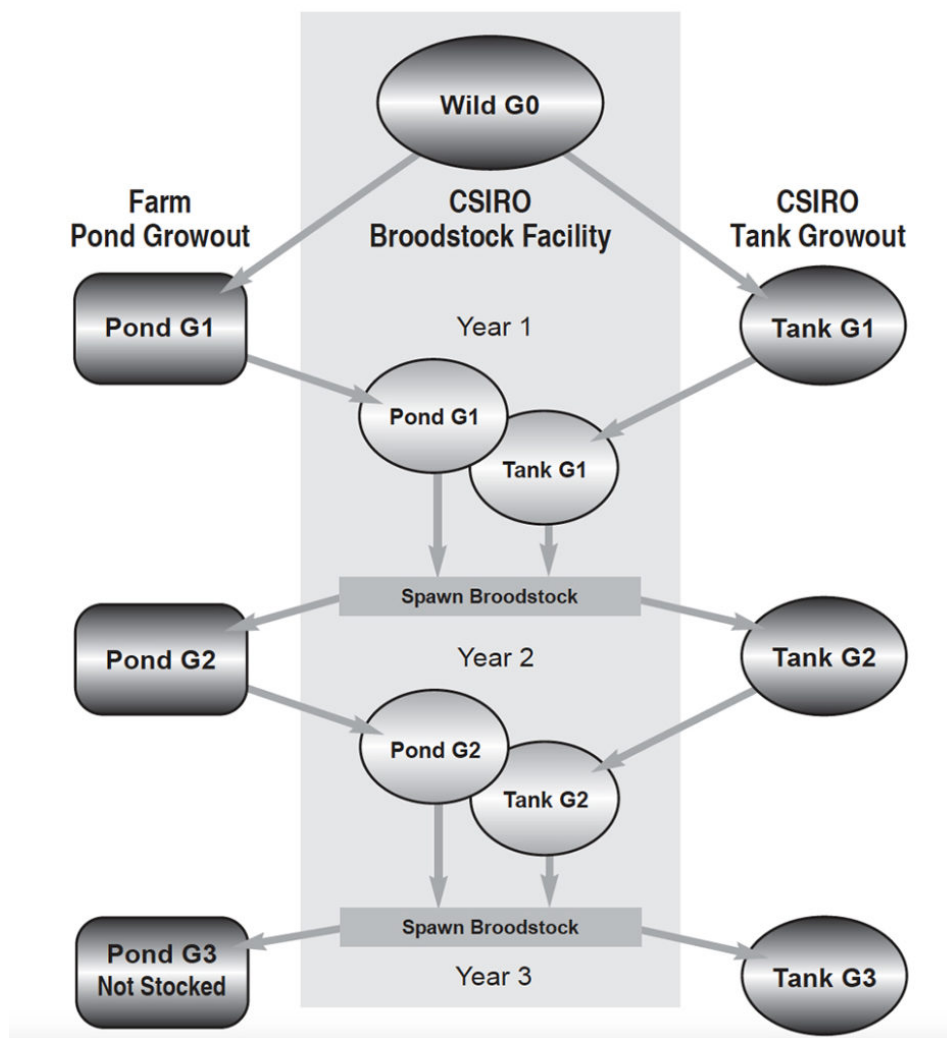 Wild G0
Farm
Pond Growout
CSIRO
Broodstock Facility
CSIRO
Tank Growout
Pond G1
Year 1
Tank G1
Pond G1
Tank G1
Spawn Broodstock
Pond G2
Year 2
Tank G2
Pond G2
Tank G2
Spawn Broodstock
Pond G3
Not Stocked
Year 3
Tank G3